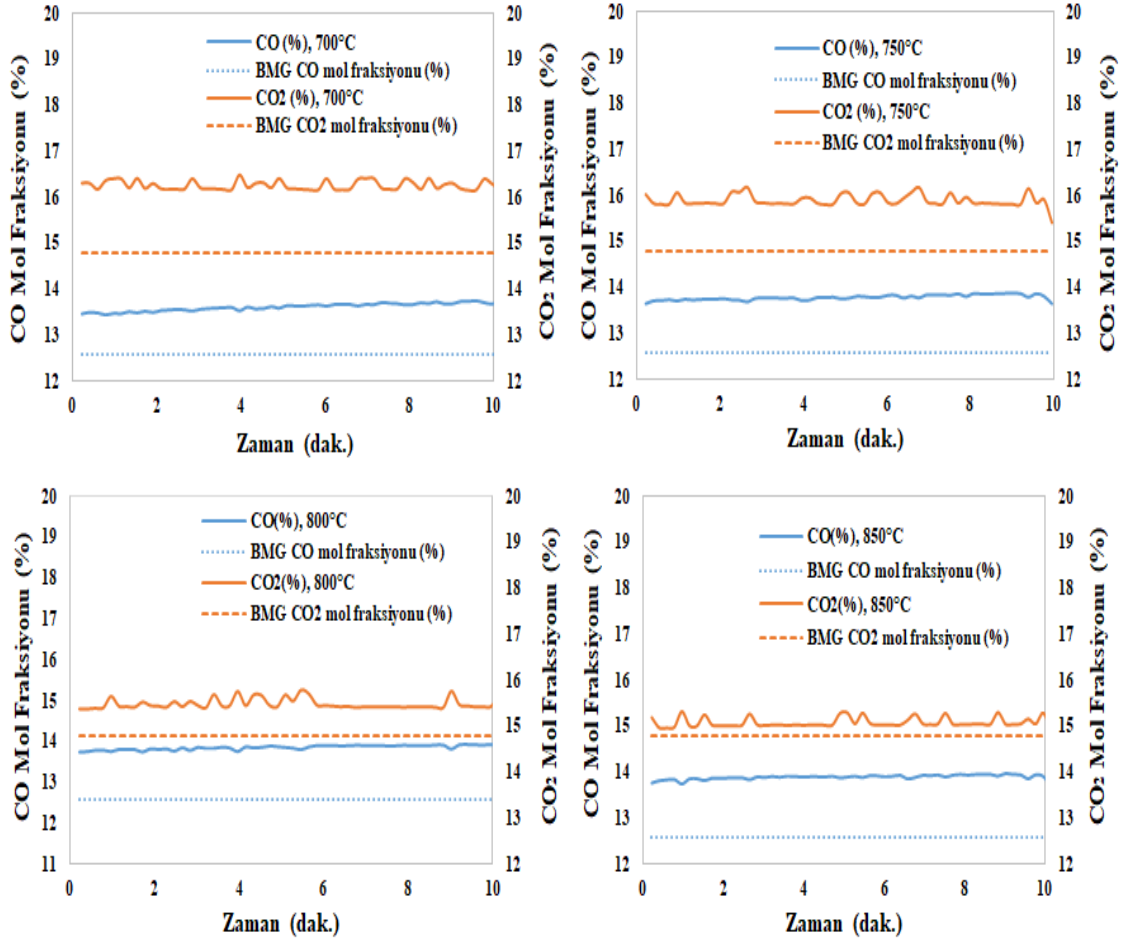 CO Mol Fraksiyonu (%)
20
19
18
17
16
15
14
13
12
CO (%), 700°C
BMG CO mol fraksiyonu (%)
CO2 (%), 700°C
BMG CO2 mol fraksiyonu (%)
20
19
18
17
16
15
14
13
12
CO₂ Mol Fraksiyonu (%)
0 2 4 6 8 10
Zaman (dak.)
CO Mol Fraksiyonu (%)
20
19
18
17
16
15
14
13
12
CO (%), 750°C
BMG CO mol fraksiyonu (%)
CO2 (%), 750°C
BMG CO2 mol fraksiyonu (%)
20
19
18
17
16
15
14
13
12
CO₂ Mol Fraksiyonu (%)
0 2 4 6 8 10
Zaman (dak.)
CO Mol Fraksiyonu (%)
20
19
18
17
16
15
14
13
12
11
CO(%), 800°C
BMG CO mol fraksiyonu (%)
CO2(%), 800°C
BMG CO2 mol fraksiyonu (%)
20
19
18
17
16
15
14
13
12
CO₂ Mol Fraksiyonu (%)
0 2 4 6 8 10
Zaman (dak.)
CO Mol Fraksiyonu (%)
20
19
18
17
16
15
14
13
12
CO(%), 850°C
BMG CO mol fraksiyonu (%)
CO2(%), 850°C
BMG CO2 mol fraksiyonu (%)
20
19
18
17
16
15
14
13
12
CO₂ Mol Fraksiyonu (%)
0 2 4 6 8 10
Zaman (dak.)